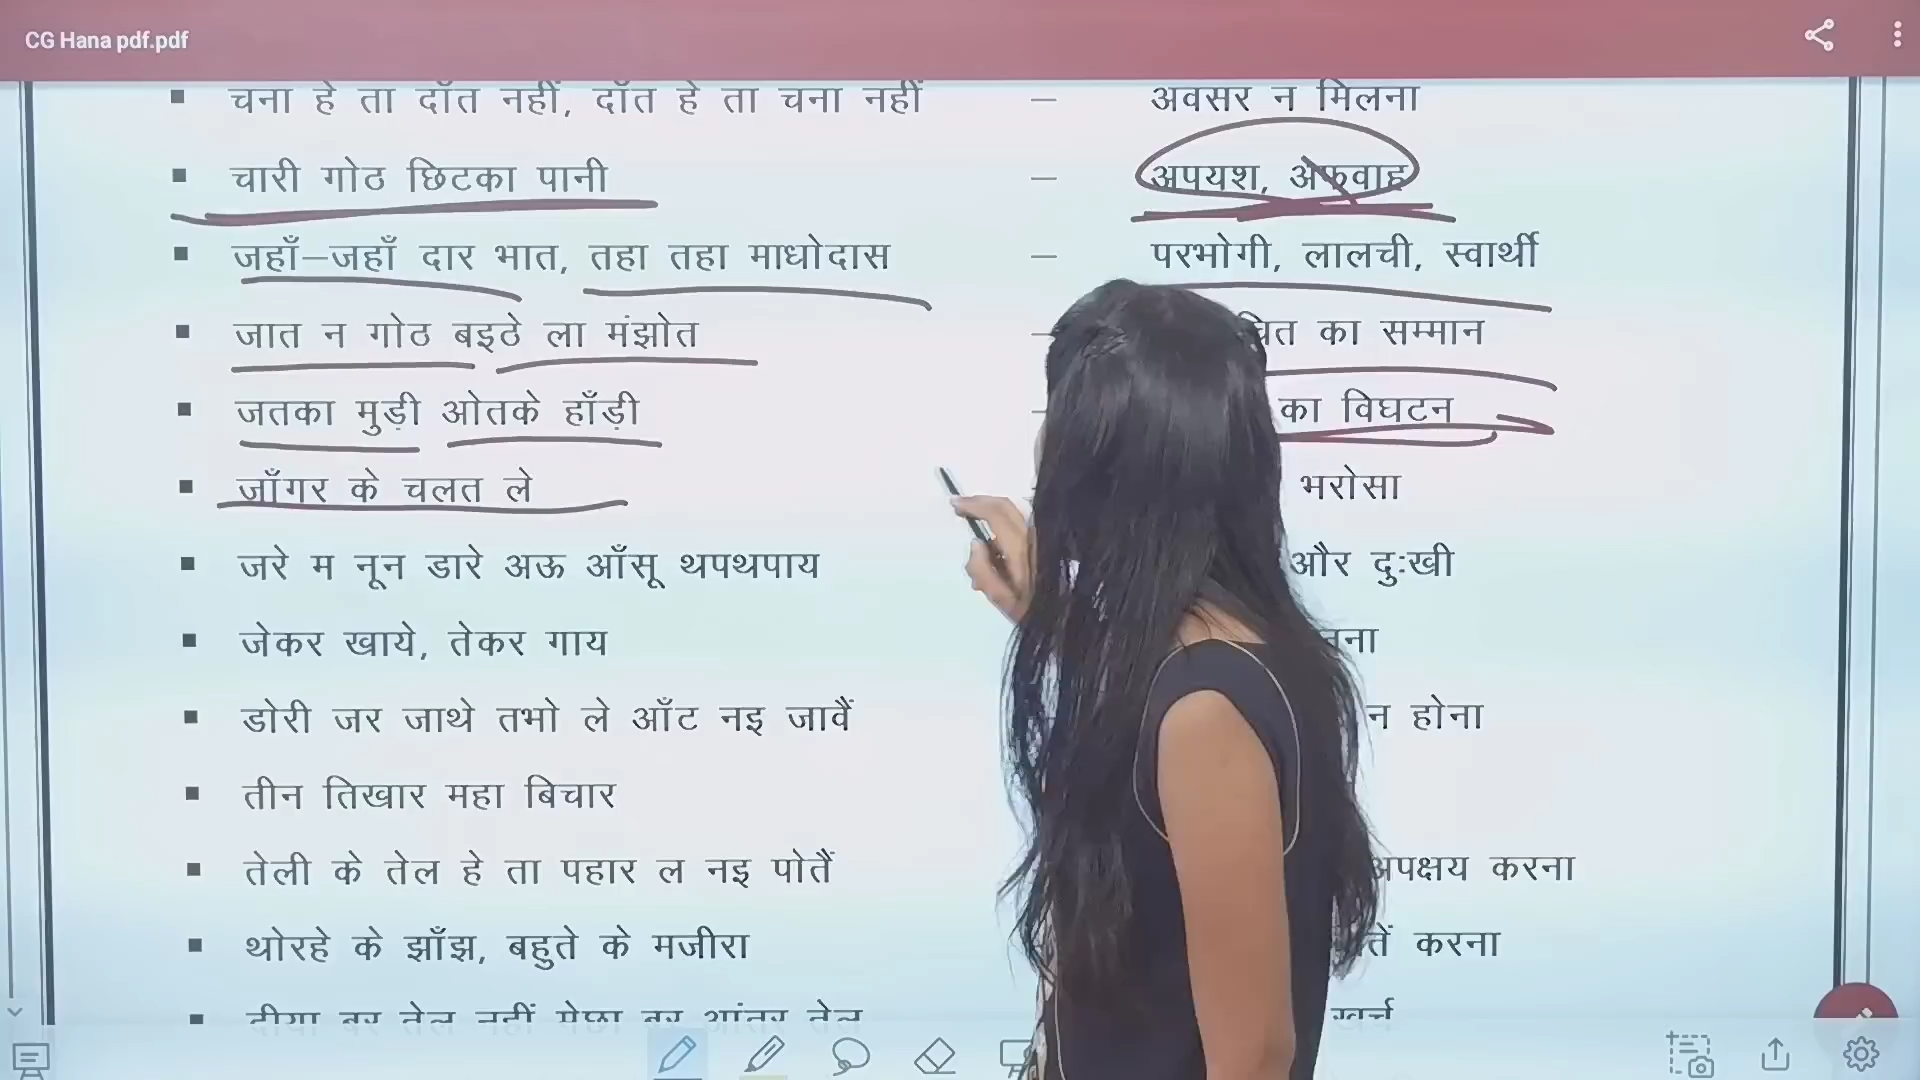 CG Hana pdf.pdf
▪ चना हे ता दाँत नहीं, दाँत हे ता चना नहीं – अवसर न मिलना
▪ चारी गोठ छिटका पानी – अपयश, अफवाह
▪ जहाँ–जहाँ दार भात, तहा तहा माधोदास – परभोगी, लालची, स्वार्थी
▪ जात न गोठ बइठे ला मंझोत – का सम्मान
▪ जतका मुड़ी ओतके हाँड़ी – का विघटन
▪ जाँगर के चलत ले भरोसा
▪ जरे म नून डारे अऊ आँसू थपथपाय और दुःखी
▪ जेकर खाये, तेकर गाय
▪ डोरी जर जाथे तभो ले आँट नइ जावैं न होना
▪ तीन तिखार महा बिचार
▪ तेली के तेल हे ता पहार ल नइ पोतैं अपक्षय करना
▪ थोरहे के झाँझ, बहुते के मजीरा करना
▪ तेल नहीं तेल खर्च